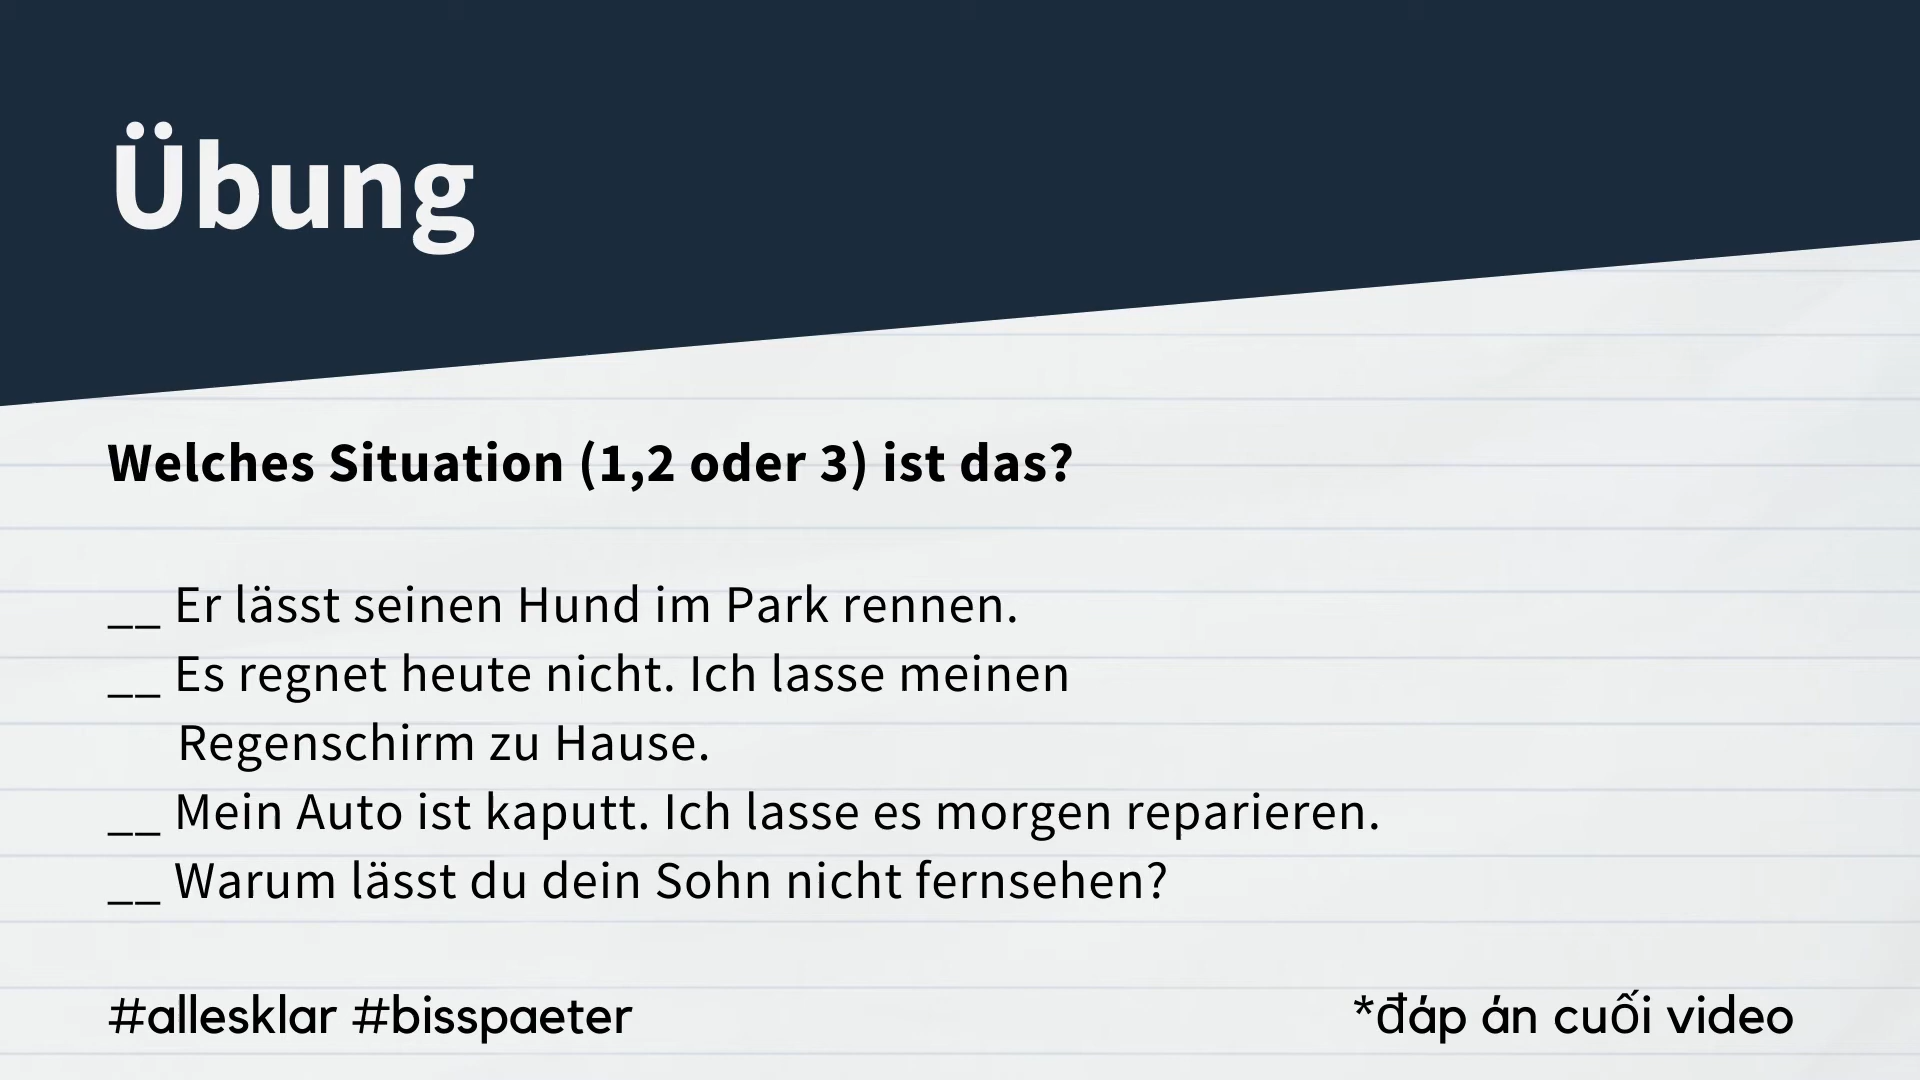 Übung
Welches Situation (1,2 oder 3) ist das?
__ Er lässt seinen Hund im Park rennen.
__ Es regnet heute nicht. Ich lasse meinen
Regenschirm zu Hause.
__ Mein Auto ist kaputt. Ich lasse es morgen reparieren.
__ Warum lässt du dein Sohn nicht fernsehen?
#allesklar #bisspaeter
*đáp án cuối video